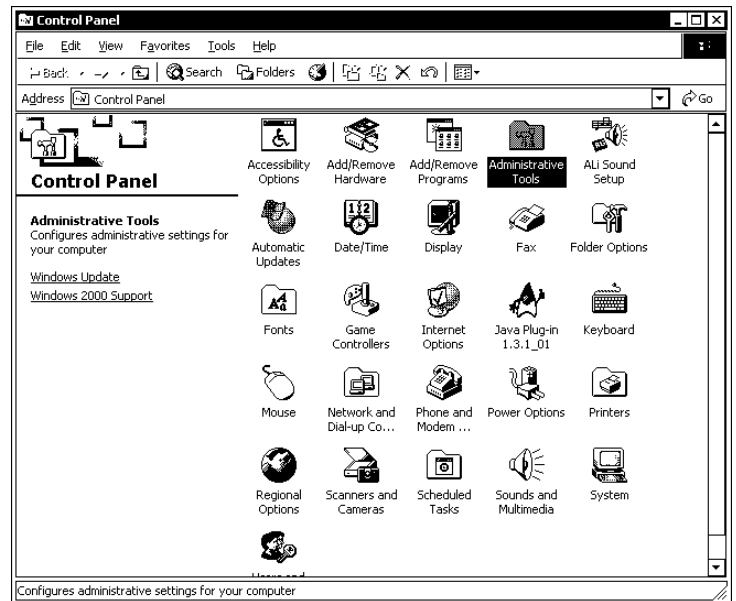 Control Panel
File Edit View Favorites Tools Help
Back Search Folders
Address Control Panel Go
Control Panel
Administrative Tools
Configures administrative settings for
your computer
Windows Update
Windows 2000 Support
Accessibility Options
Add/Remove Hardware
Add/Remove Programs
Administrative Tools
ALi Sound Setup
Automatic Updates
Date/Time
Display
Fax
Folder Options
Fonts
Game Controllers
Internet Options
Java Plug-in 1.3.1_01
Keyboard
Mouse
Network and Dial-up Co...
Phone and Modem ...
Power Options
Printers
Regional Options
Scanners and Cameras
Scheduled Tasks
Sounds and Multimedia
System
Configures administrative settings for your computer